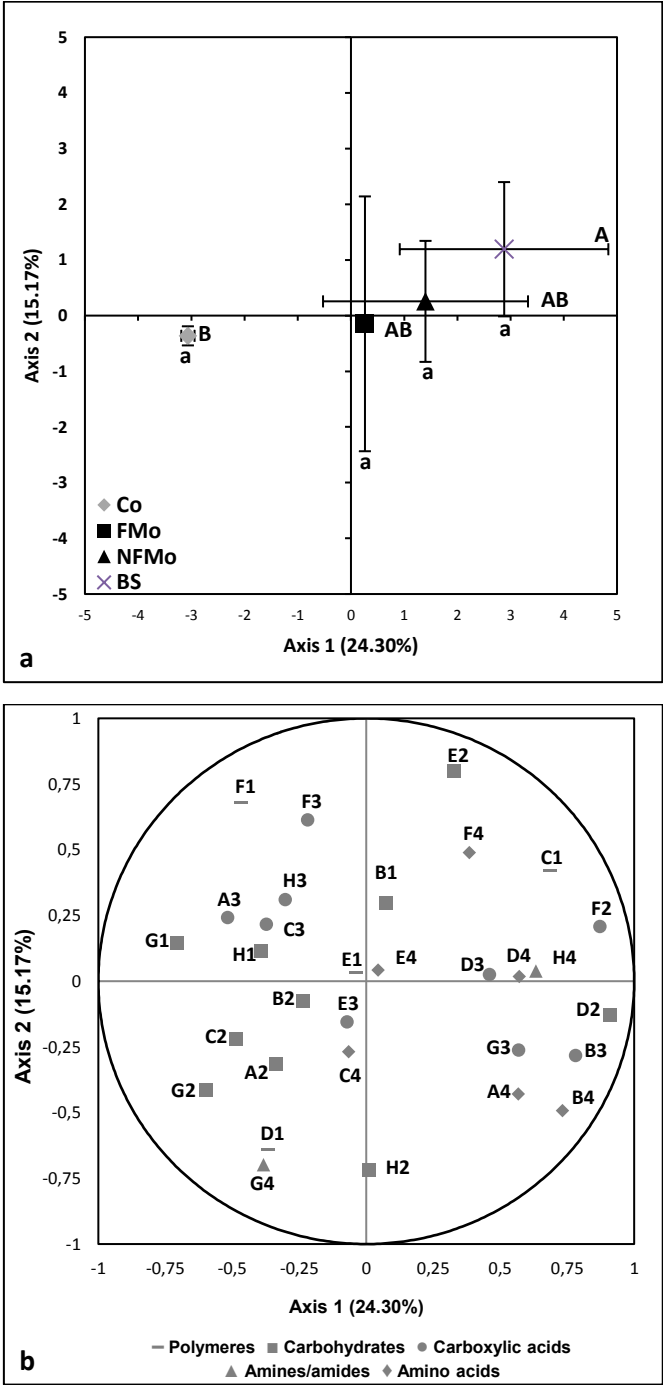 5
4
3
2
1
0
-1
-2
-3
-4
-5
Axis 2 (15.17%)
A
AB
AB
B
a
a
a
a
Co
FMo
NFMo
BS
-5 -4 -3 -2 -1 0 1 2 3 4 5
Axis 1 (24.30%)
a
1
0,75
0,5
0,25
0
-0,25
-0,5
-0,75
-1
Axis 2 (15.17%)
E2
F1 F3
F4
C1
B1
H3
A3
F2
C3
G1 H1
E1 E4 D3 D4 H4
B2 E3 D2
C2
G3 B3
A2 C4
G2 A4 B4
D1
G4 H2
-1 -0,75 -0,5 -0,25 0 0,25 0,5 0,75 1
Axis 1 (24.30%)
Polymeres Carbohydrates Carboxylic acids
Amines/amides Amino acids
b